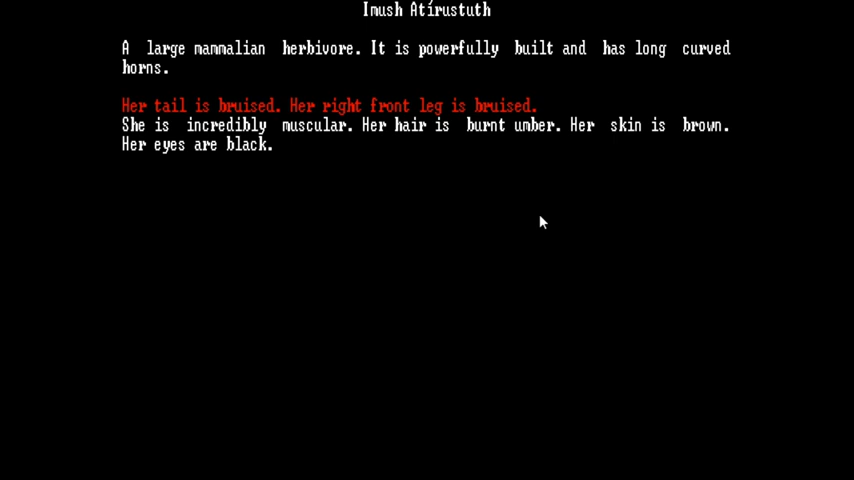 Imush Atírustuth
A large mammalian herbivore. It is powerfully built and has long curved
horns.
Her tail is bruised. Her right front leg is bruised.
She is incredibly muscular. Her hair is burnt umber. Her skin is brown.
Her eyes are black.